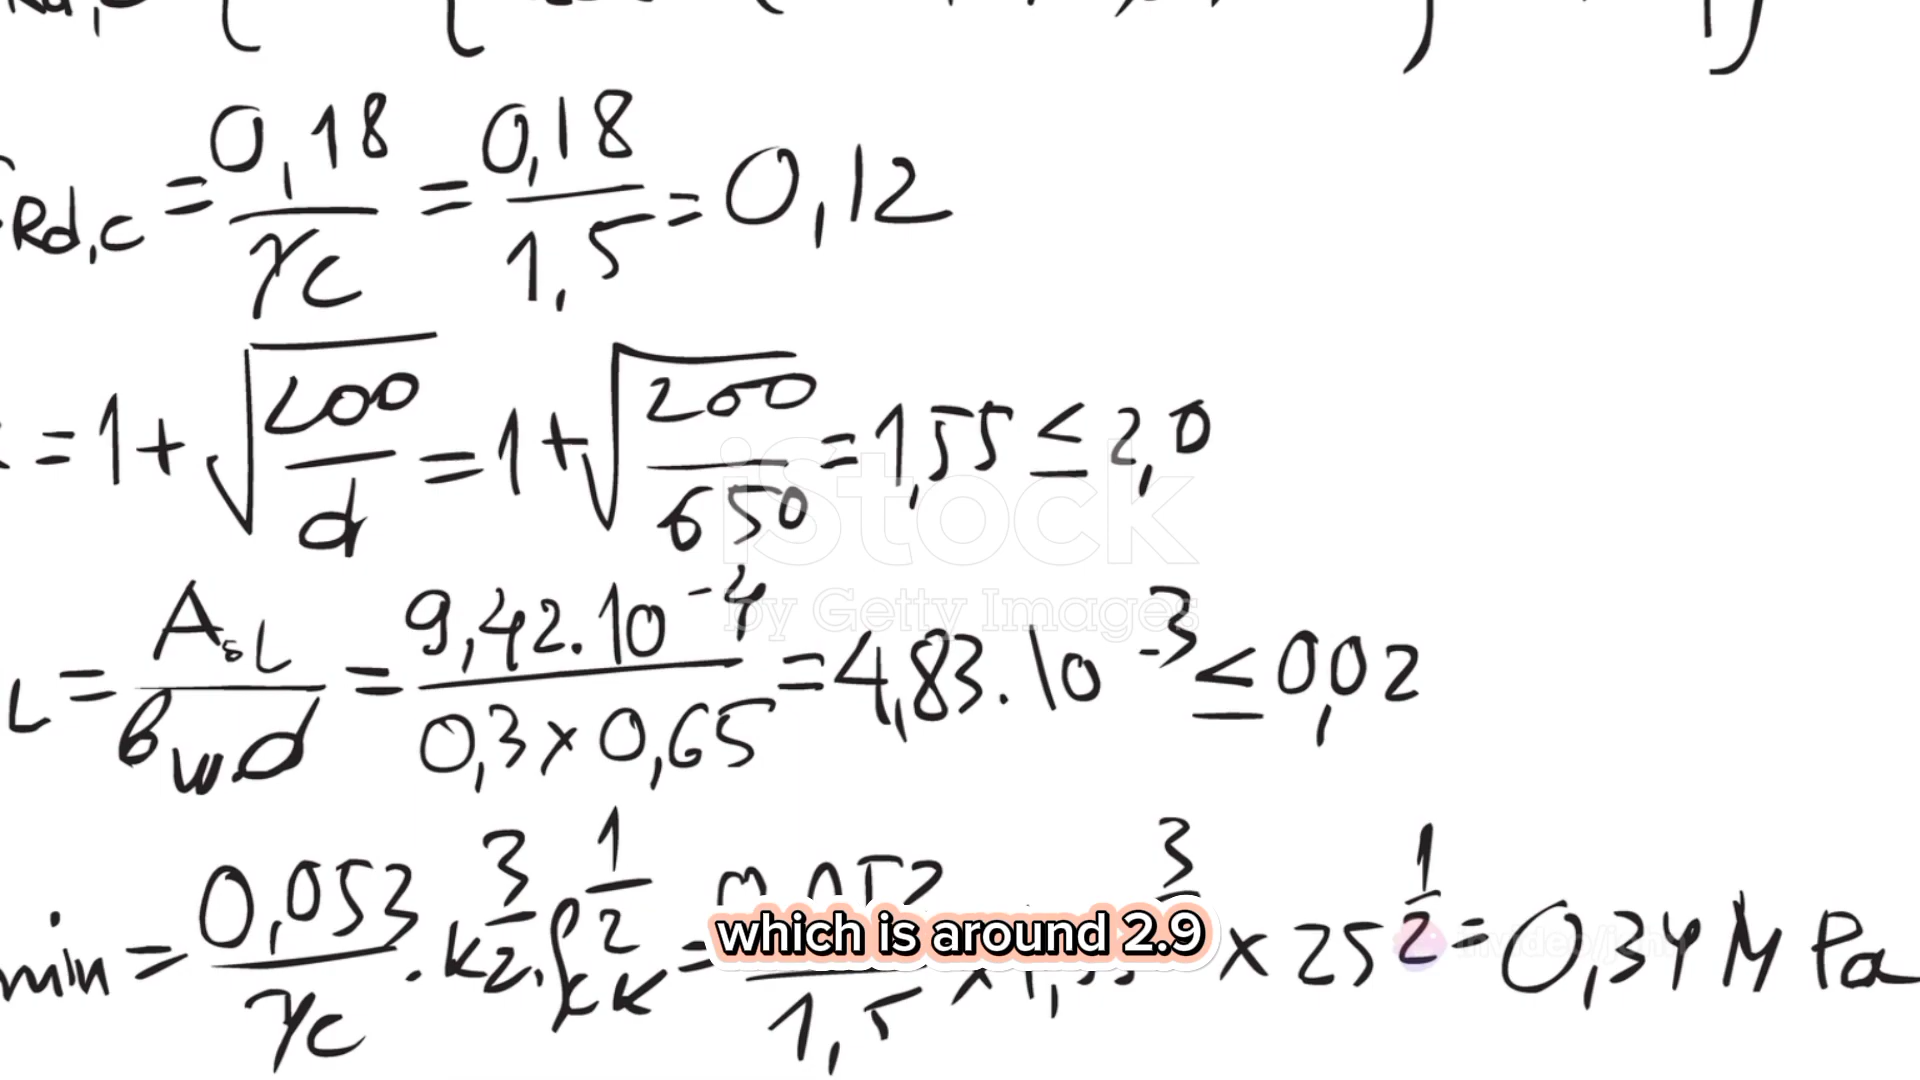 Rd,c = 0,18 / γc = 0,18 / 1,5 = 0,12
= 1 + √200/d = 1 + √200/650 = 1,55 ≤ 2,0
L = AsL / bwd = 9,42.10^-4 / 0,3 x 0,65 = 4,83.10^-3 ≤ 0,02
min = 0,053 / γc . k^3/2 . fck^1/2 = 1,5 x 25^1/2 = 0,34 MPa
which is around 2.9
iStock
by Getty Images